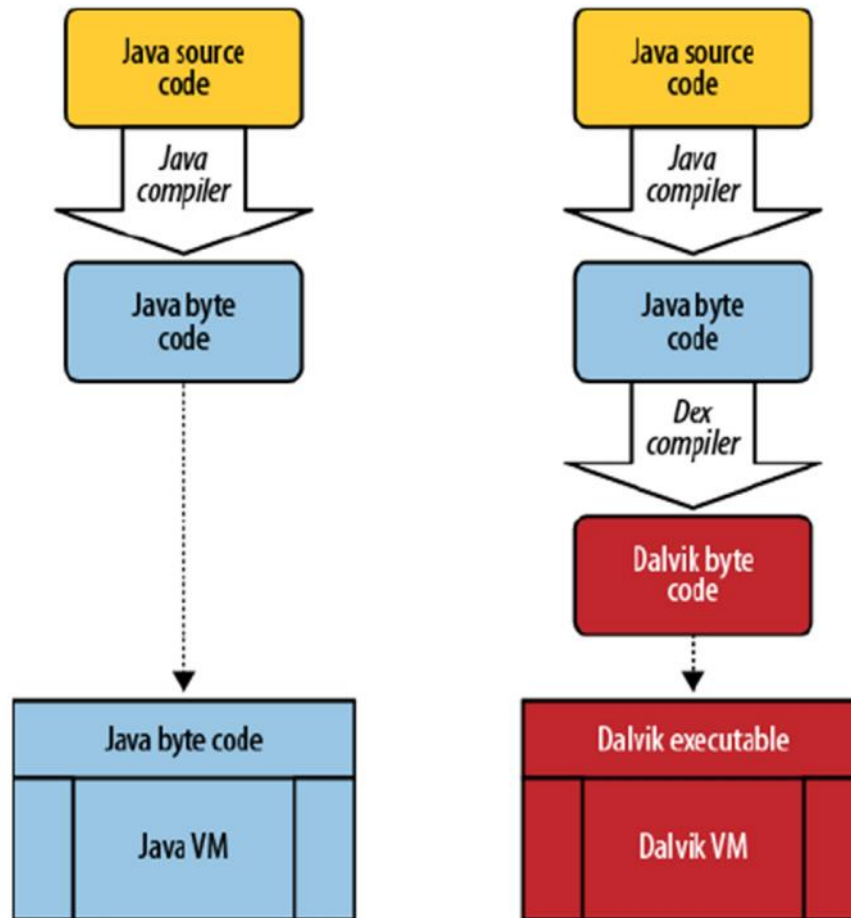 Java source
code
Java
compiler
Java byte
code
Java byte code
Java VM
Java source
code
Java
compiler
Java byte
code
Dex
compiler
Dalvik byte
code
Dalvik executable
Dalvik VM